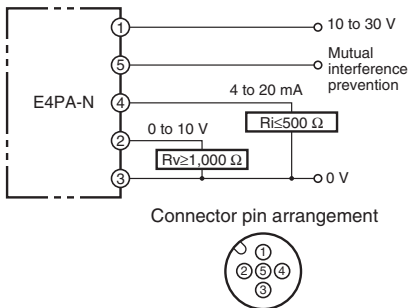 ① 10 to 30 V
⑤ Mutual
interference
prevention
E4PA-N
④ 4 to 20 mA
Ri≤500 Ω
② 0 to 10 V
Rv≥1,000 Ω
③ 0 V
Connector pin arrangement
①
② ⑤ ④
③